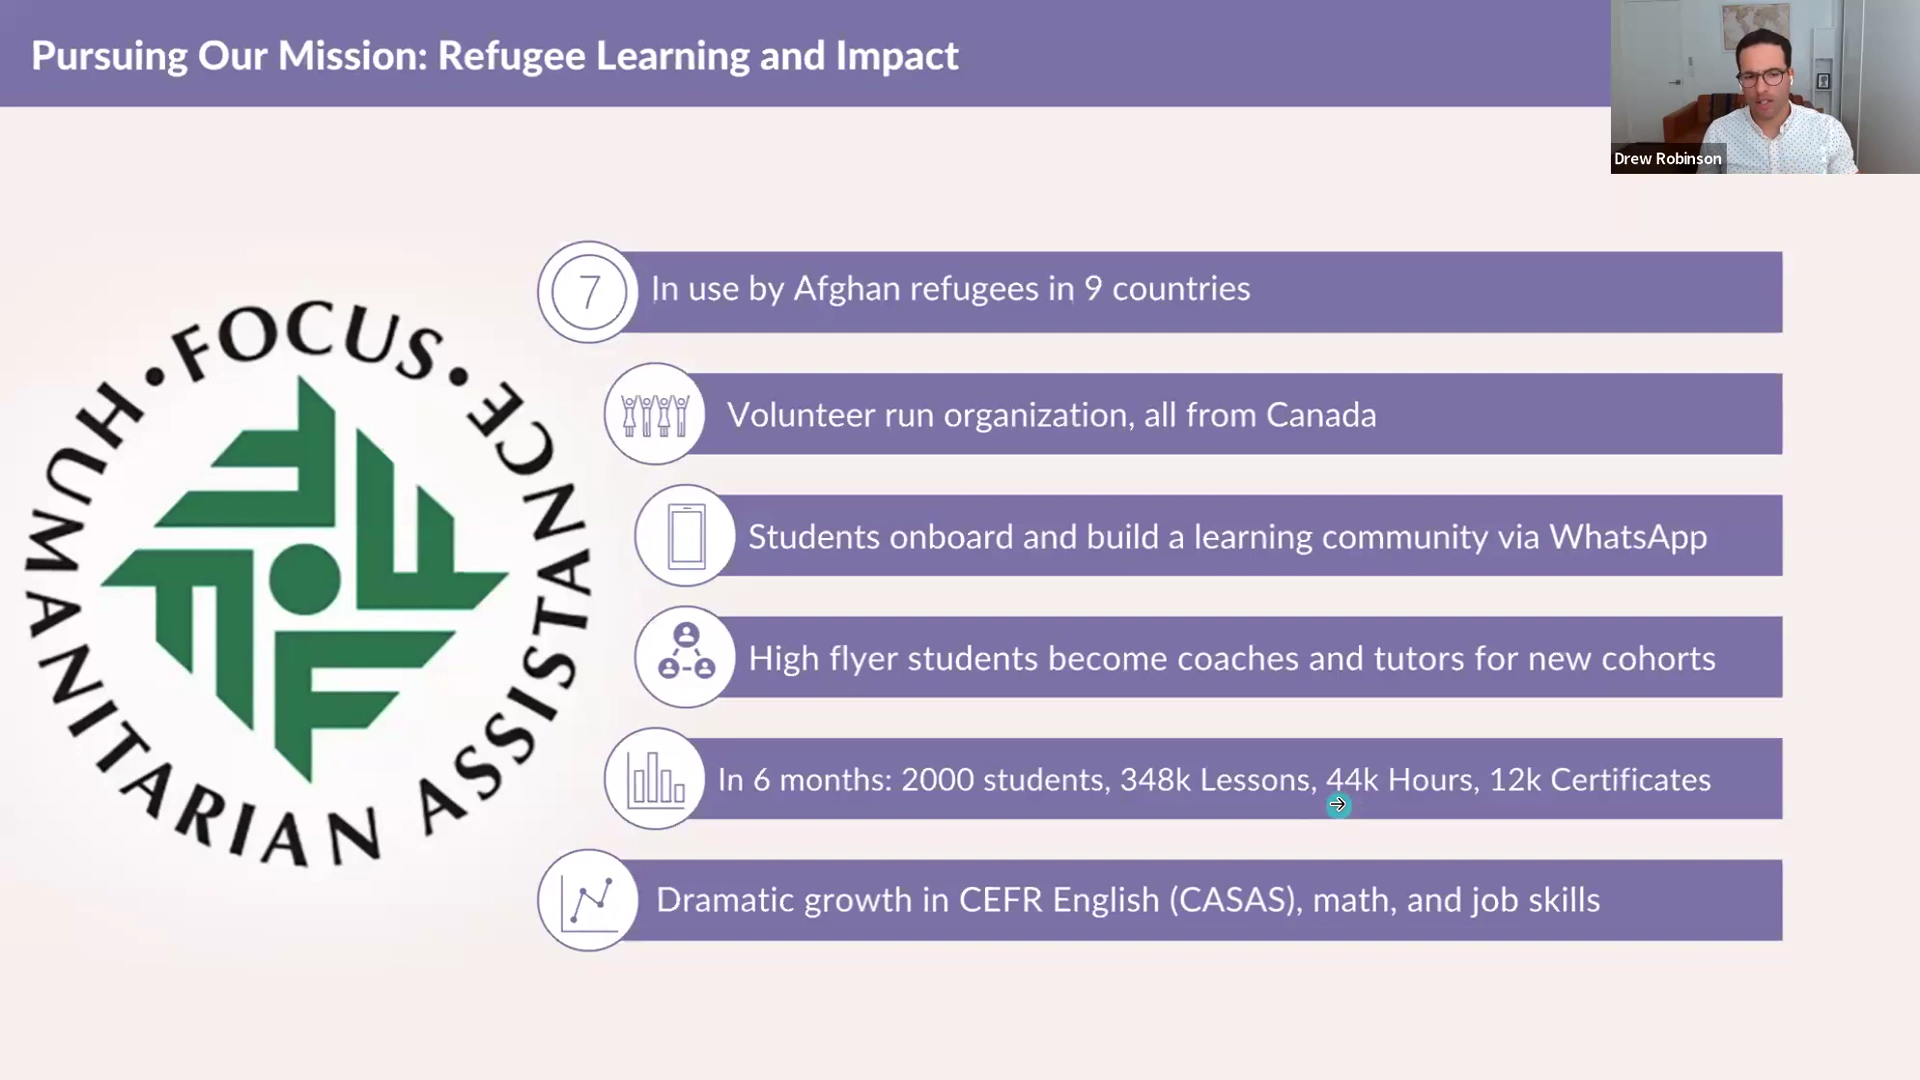 Pursuing Our Mission: Refugee Learning and Impact
Drew Robinson
FOCUS • HUMANITARIAN ASSISTANCE •
7
In use by Afghan refugees in 9 countries
Volunteer run organization, all from Canada
Students onboard and build a learning community via WhatsApp
High flyer students become coaches and tutors for new cohorts
In 6 months: 2000 students, 348k Lessons, 44k Hours, 12k Certificates
Dramatic growth in CEFR English (CASAS), math, and job skills